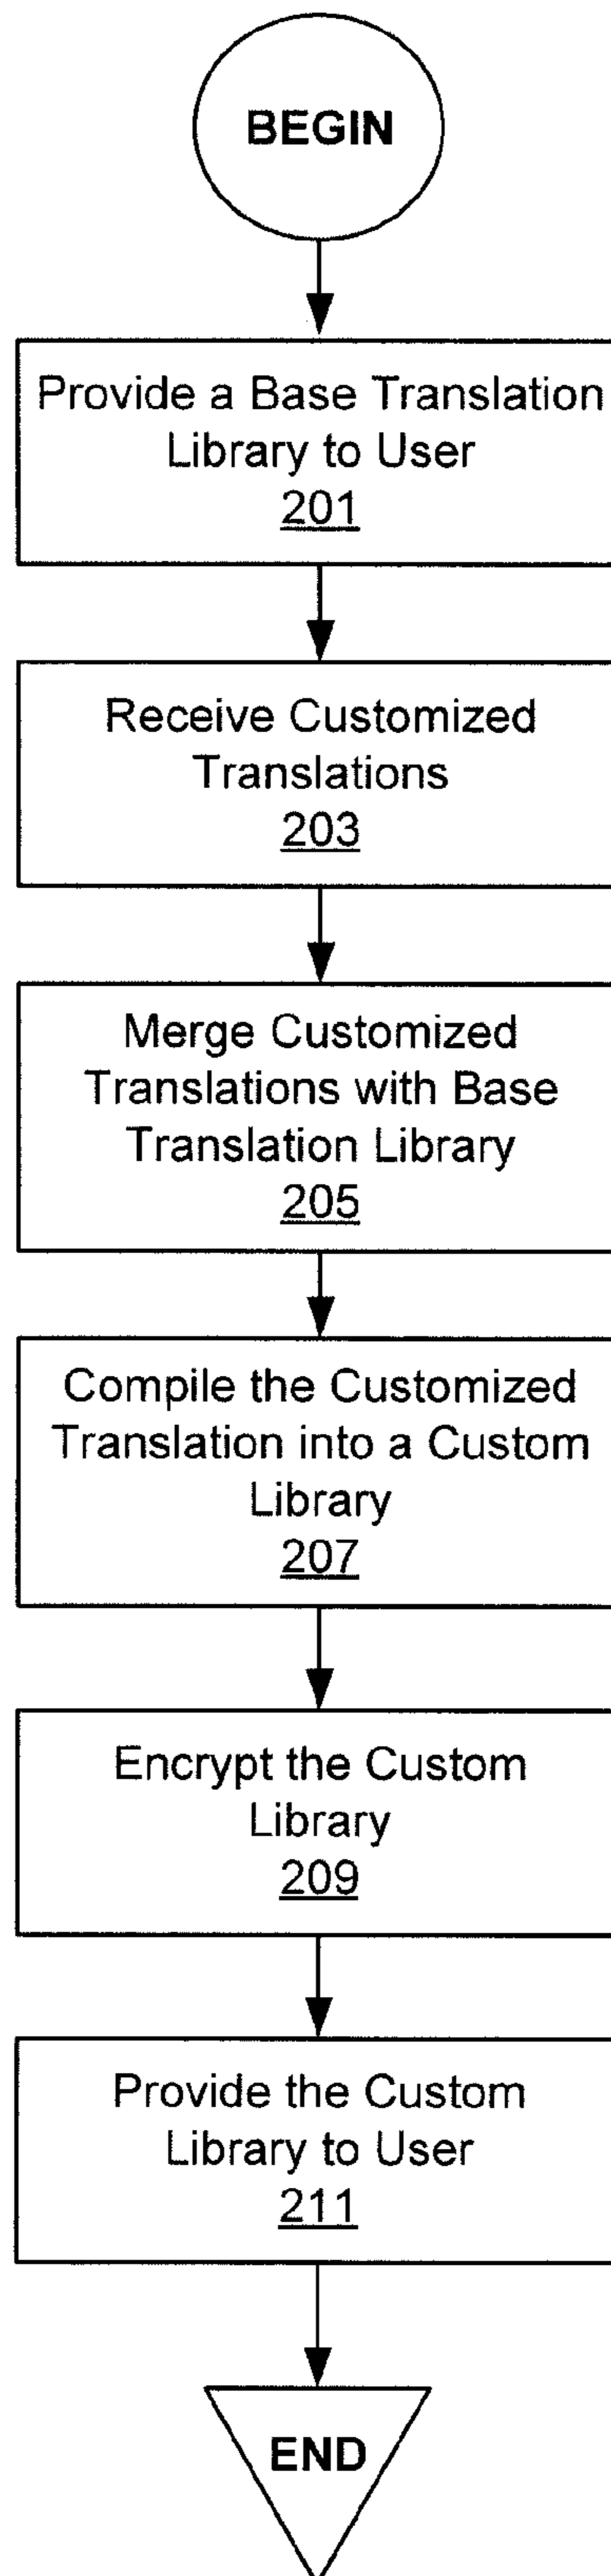 BEGIN
Provide a Base Translation
Library to User
201
Receive Customized
Translations
203
Merge Customized
Translations with Base
Translation Library
205
Compile the Customized
Translation into a Custom
Library
207
Encrypt the Custom
Library
209
Provide the Custom
Library to User
211
END